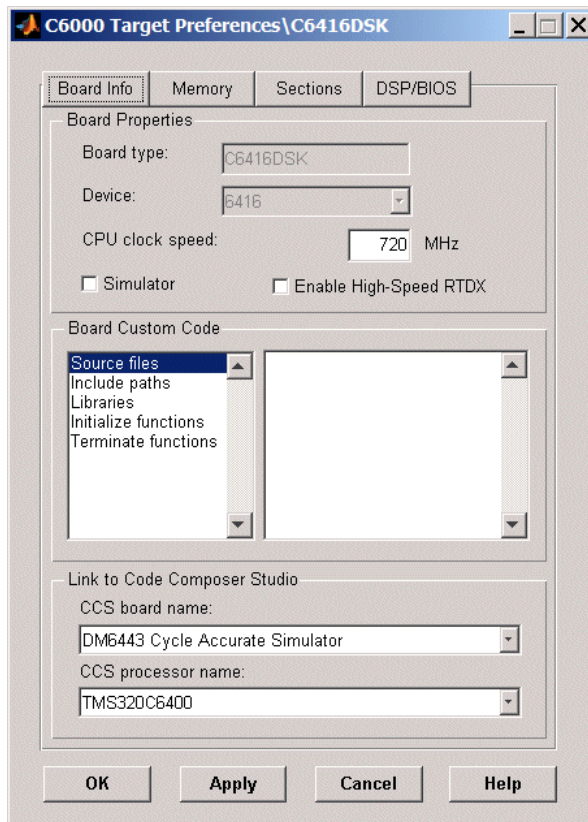 C6000 Target Preferences\C6416DSK
Board Info Memory Sections DSP/BIOS
Board Properties
Board type: C6416DSK
Device: 6416
CPU clock speed: 720 MHz
Simulator Enable High-Speed RTDX
Board Custom Code
Source files
Include paths
Libraries
Initialize functions
Terminate functions
Link to Code Composer Studio
CCS board name:
DM6443 Cycle Accurate Simulator
CCS processor name:
TMS320C6400
OK Apply Cancel Help